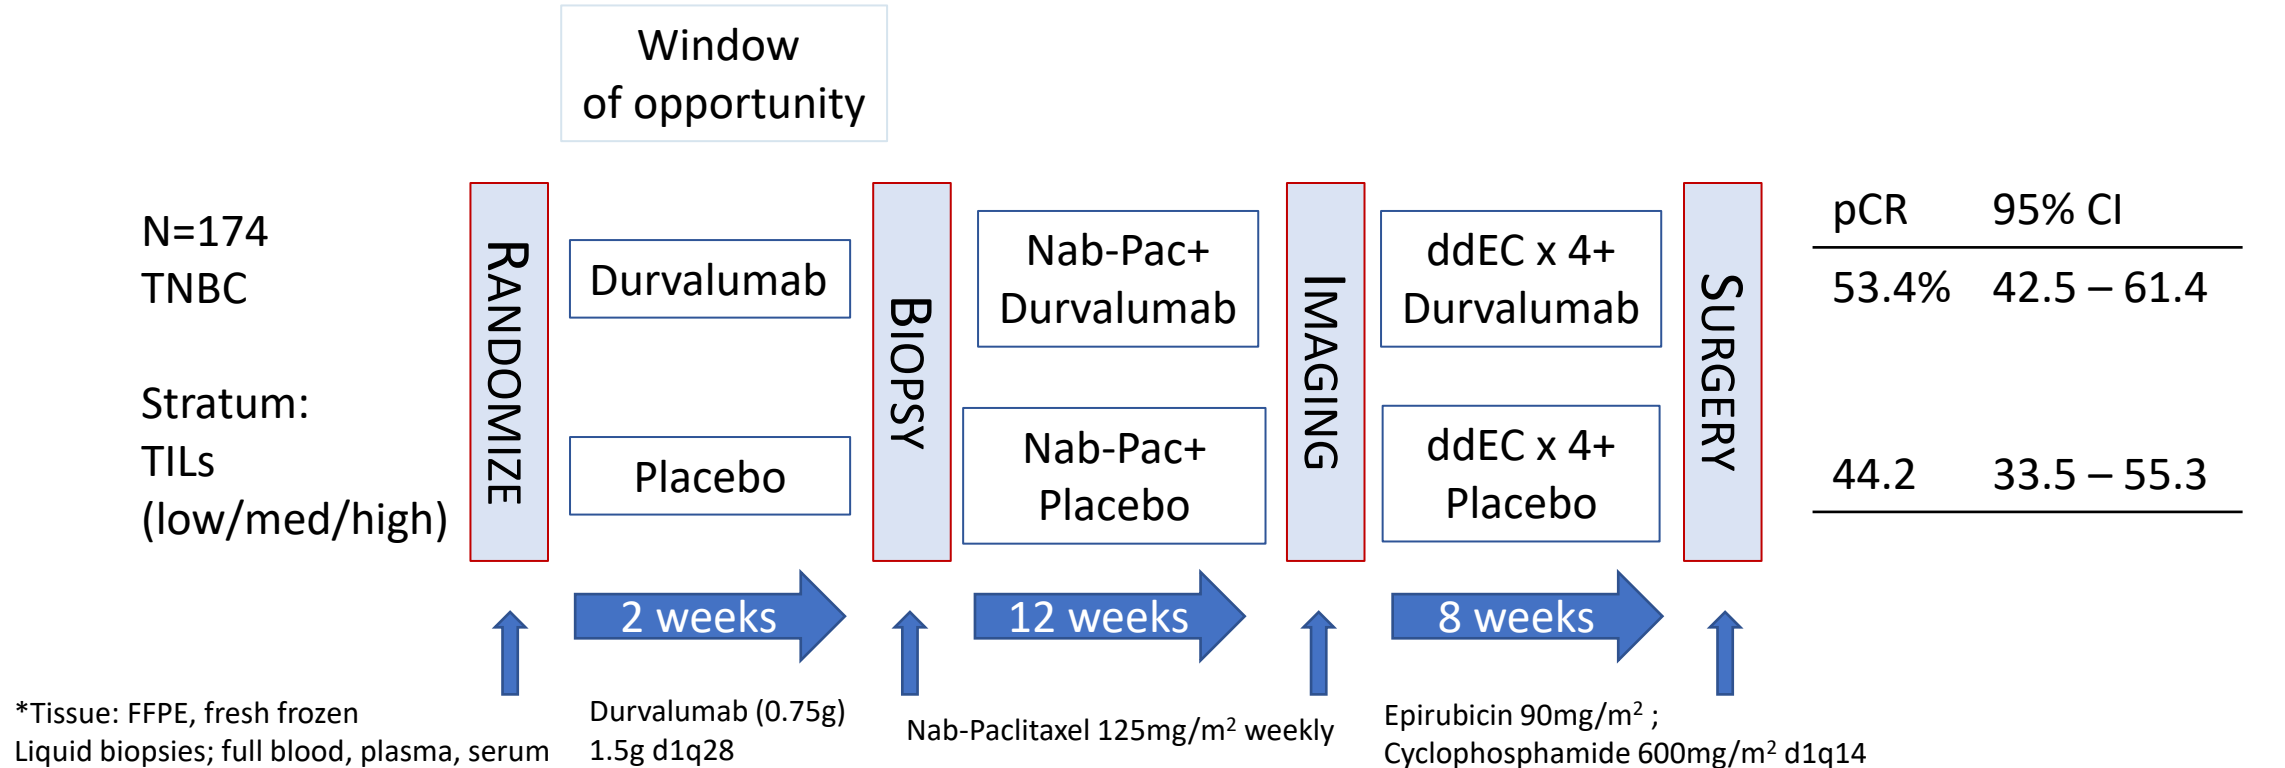 Window
of opportunity
N=174
TNBC
Stratum:
TILs
(low/med/high)
RANDOMIZE
Durvalumab
Placebo
BIOPSY
Nab-Pac+
Durvalumab
Nab-Pac+
Placebo
IMAGING
ddEC x 4+
Durvalumab
ddEC x 4+
Placebo
SURGERY
pCR 95% CI
53.4% 42.5 – 61.4
44.2 33.5 – 55.3
2 weeks
12 weeks
8 weeks
*Tissue: FFPE, fresh frozen
Liquid biopsies; full blood, plasma, serum
Durvalumab (0.75g)
1.5g d1q28
Nab-Paclitaxel 125mg/m² weekly
Epirubicin 90mg/m² ;
Cyclophosphamide 600mg/m² d1q14